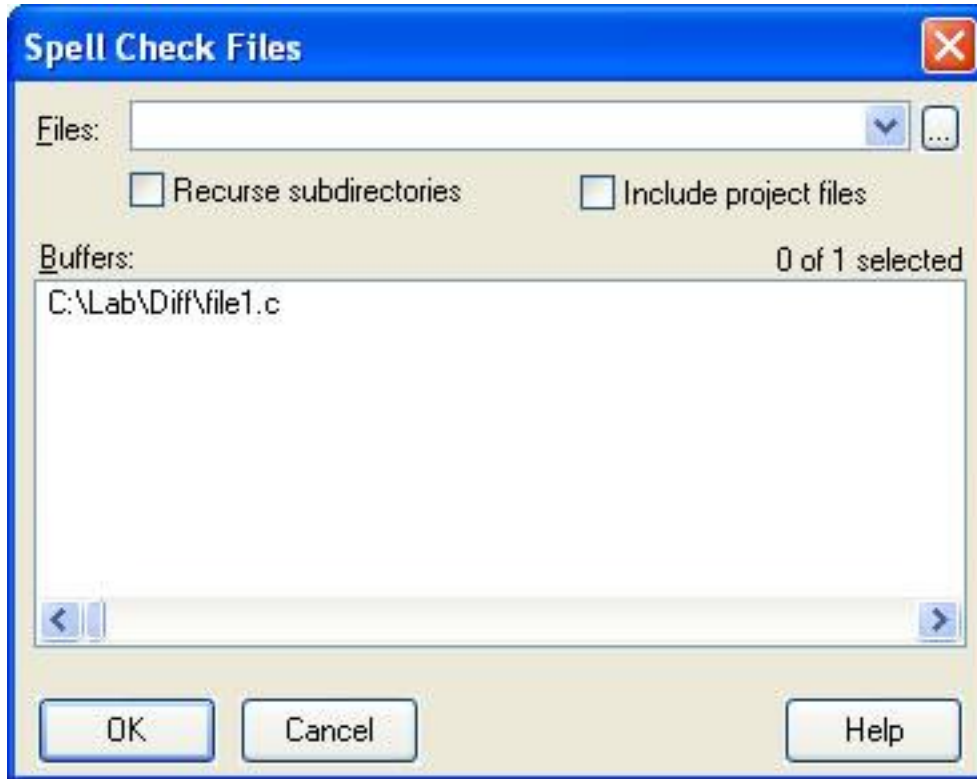 Spell Check Files
Files:
...
Recurse subdirectories Include project files
Buffers: 0 of 1 selected
C:\Lab\Diff\file1.c
OK Cancel Help